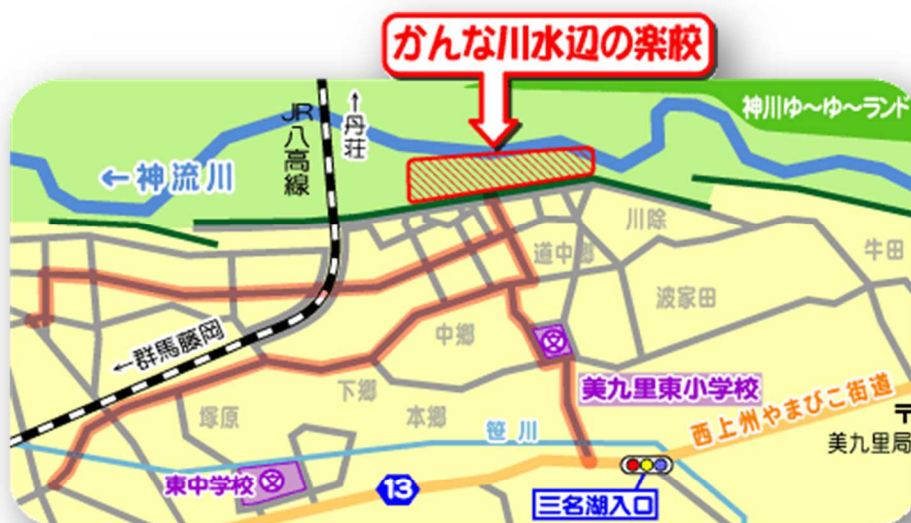 かんな川水辺の楽校
神川ゆ〜ゆ〜ランド
↑丹荘
JR八高線
←神流川
川除
道中郷
牛田
波家田
←群馬藤岡
中郷
下郷
美九里東小学校
塚原
本郷
笹川
西上州やまびこ街道
〒
美九里局
東中学校
文
文
13
三名湖入口